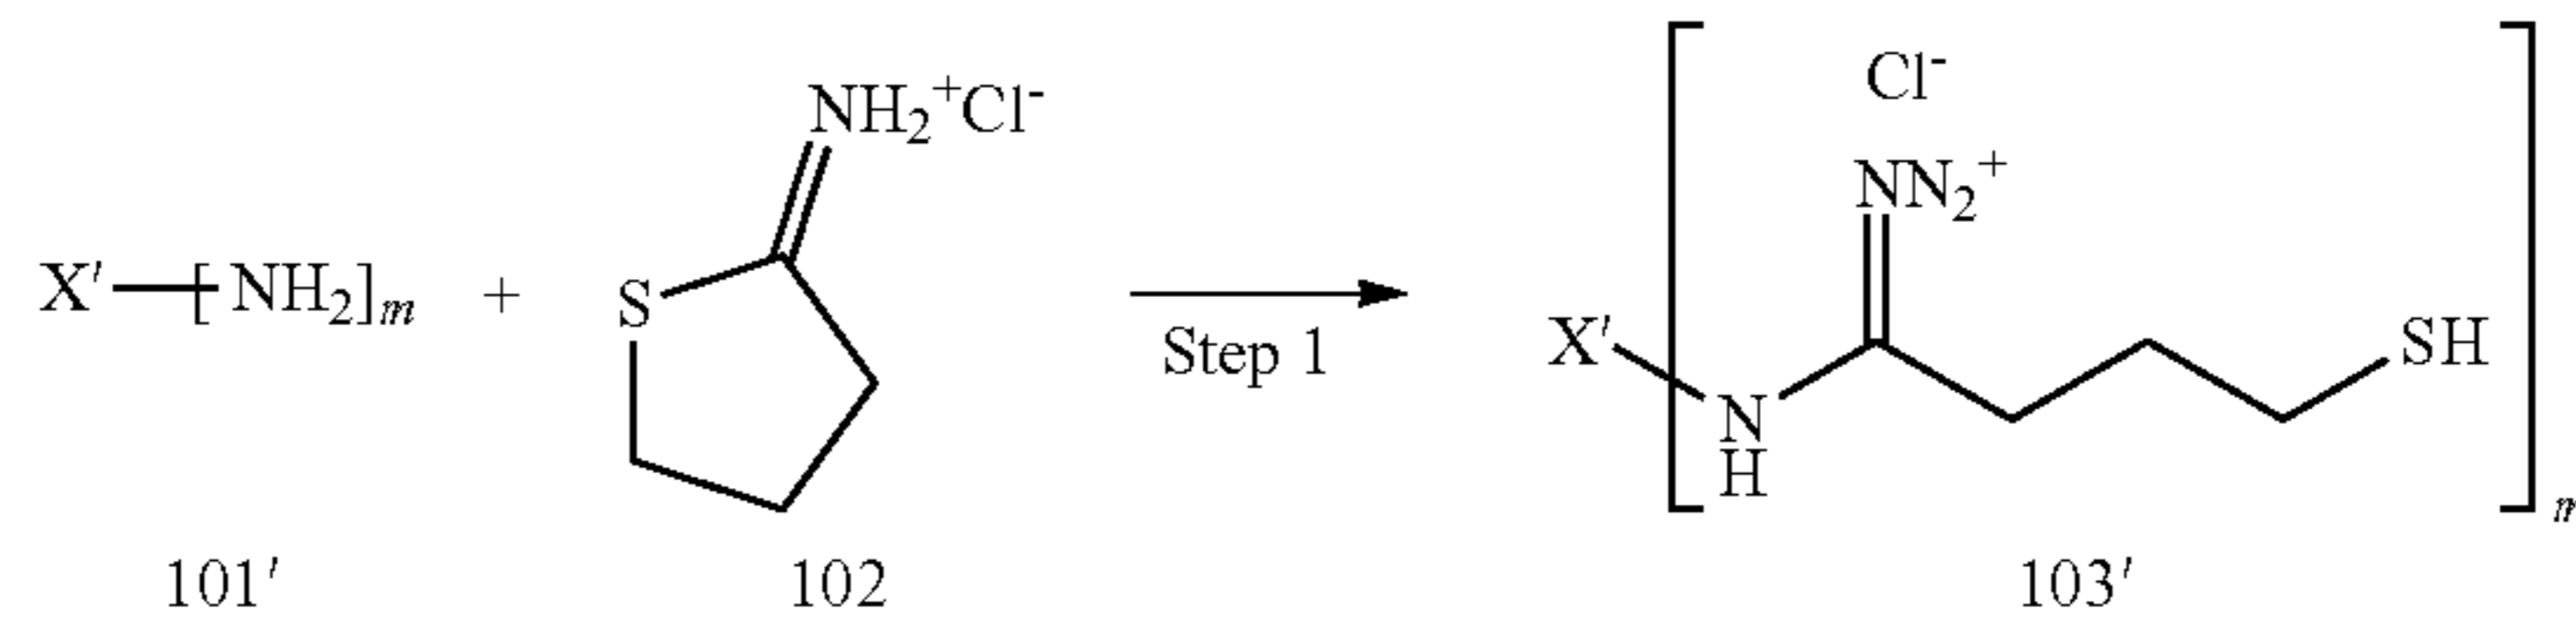 Cl-
NH2+Cl-
NN2+
X' [ NH2]m + S Step 1 X' N H SH m
101' 102 103'